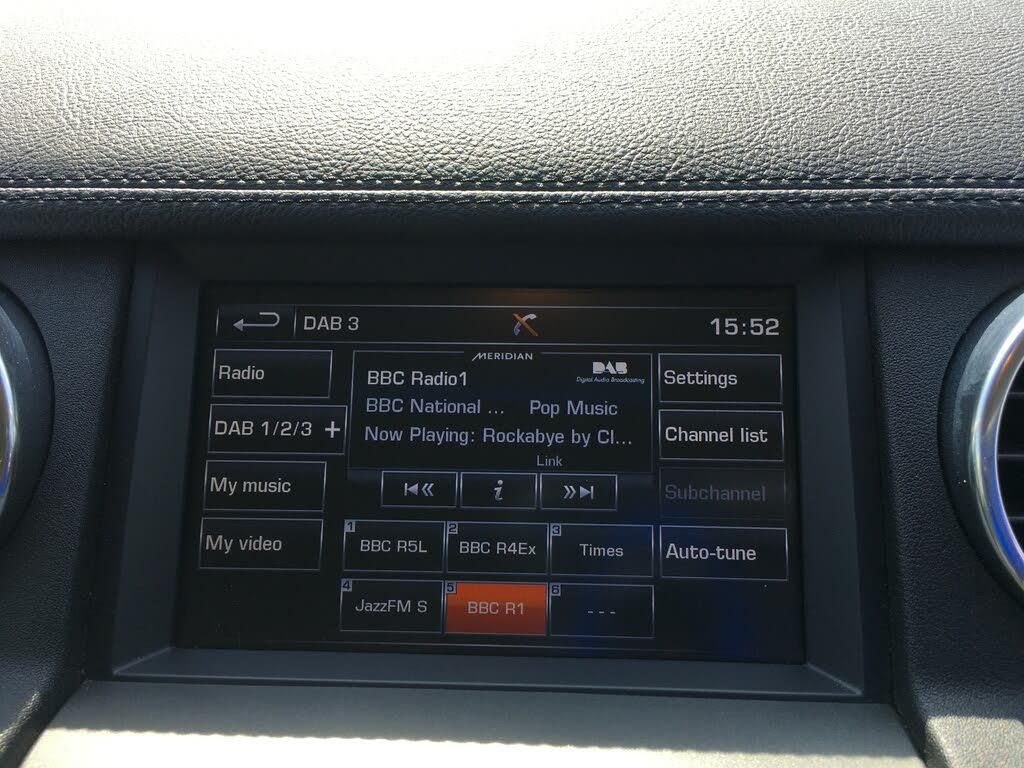 DAB 3
15:52
MERIDIAN
Radio
BBC Radio1
DAB
Digital Audio Broadcasting
Settings
BBC National ...
Pop Music
DAB 1/2/3 +
Now Playing: Rockabye by Cl...
Channel list
Link
My music
i
Subchannel
My video
1 BBC R5L
2 BBC R4Ex
3 Times
Auto-tune
4 JazzFM S
5 BBC R1
6 ---